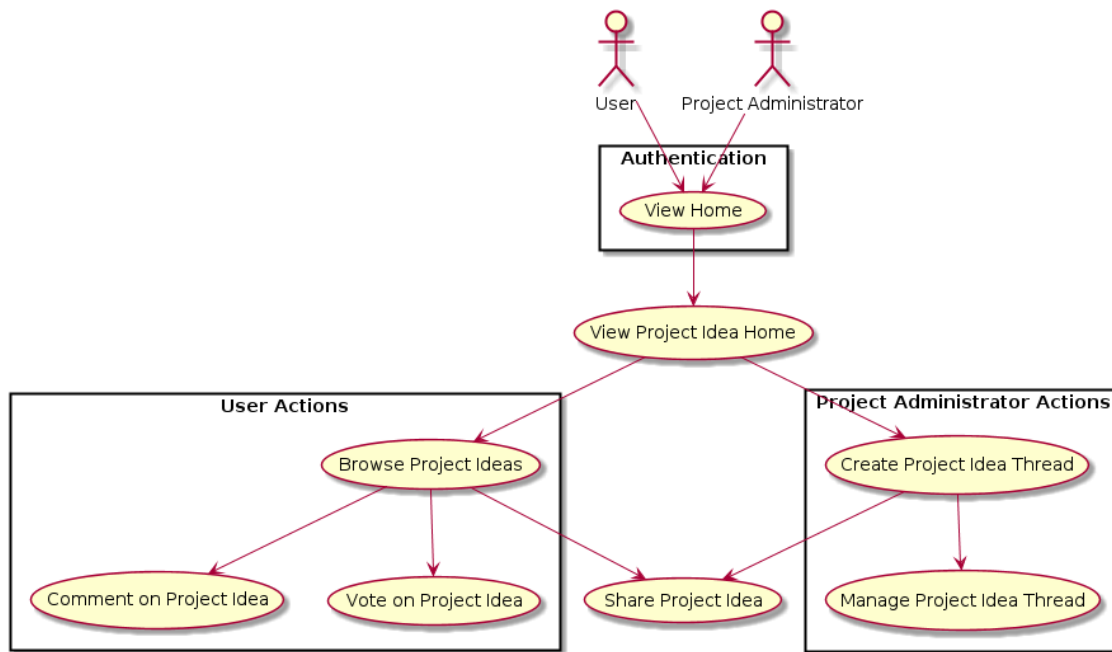 User
Project Administrator
Authentication
View Home
View Project Idea Home
User Actions
Project Administrator Actions
Browse Project Ideas
Create Project Idea Thread
Comment on Project Idea
Vote on Project Idea
Share Project Idea
Manage Project Idea Thread